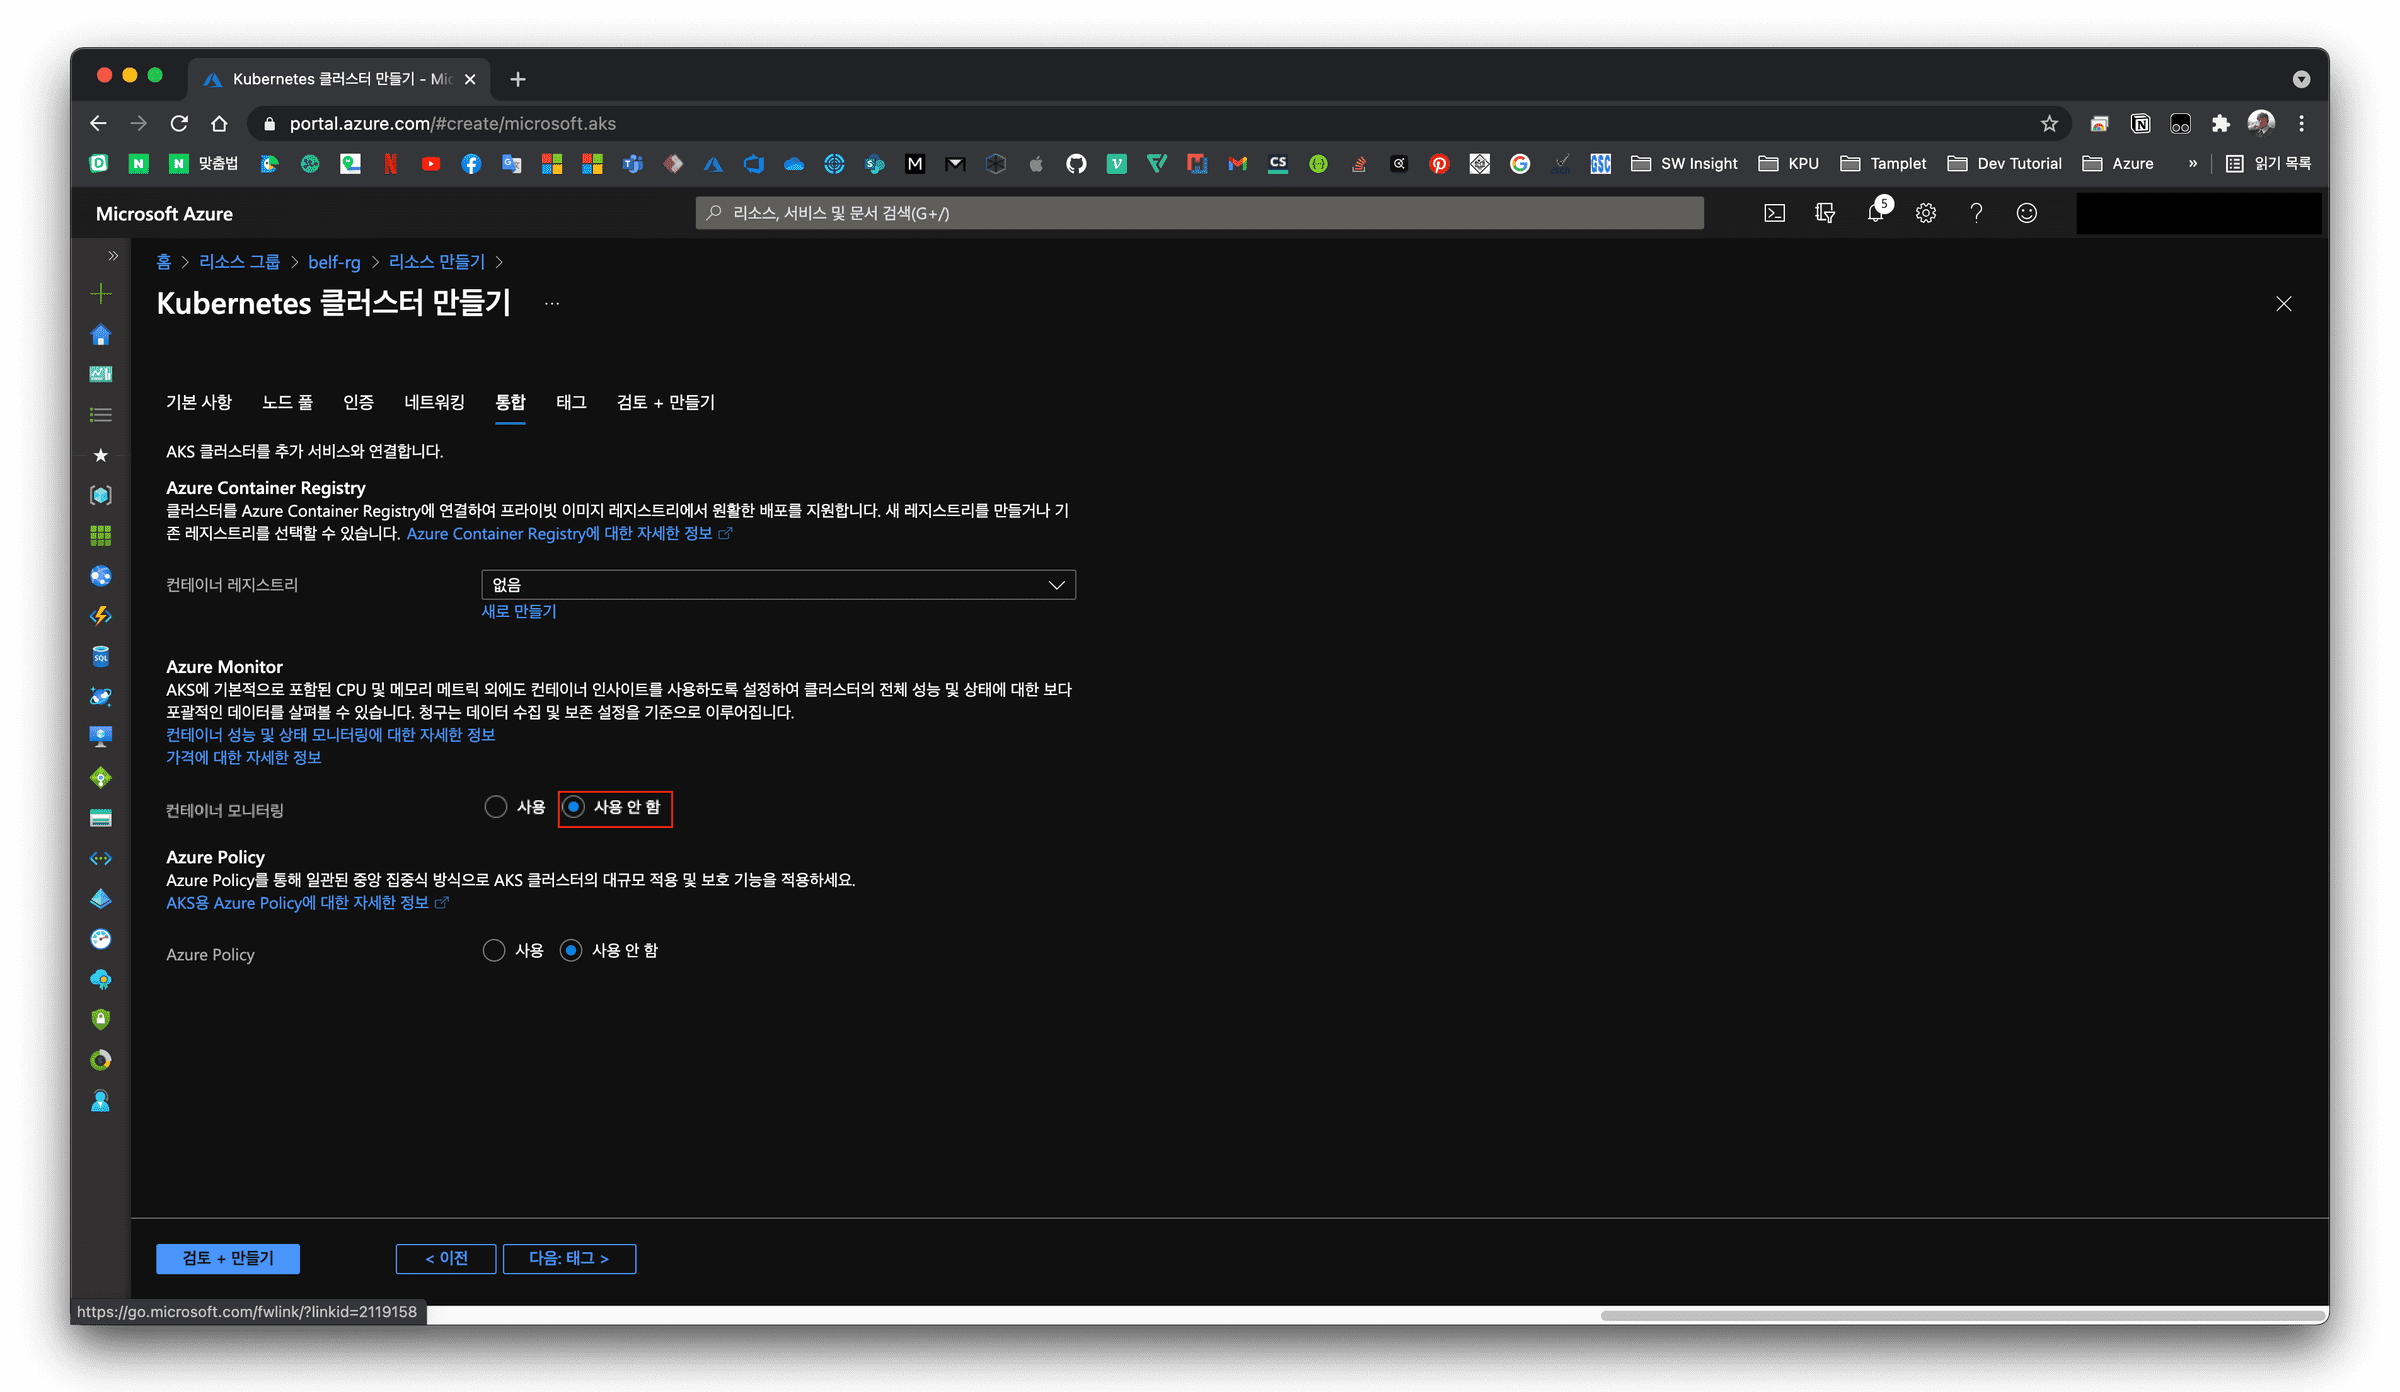 Kubernetes 클러스터 만들기 - Mic
portal.azure.com/#create/microsoft.aks
맞춤법
SW Insight
KPU
Tamplet
Dev Tutorial
Azure
»
읽기 목록
Microsoft Azure
리소스, 서비스 및 문서 검색(G+/)
5
홈 > 리소스 그룹 > belf-rg > 리소스 만들기 >
Kubernetes 클러스터 만들기 ...
기본 사항 노드 풀 인증 네트워킹 통합 태그 검토 + 만들기
AKS 클러스터를 추가 서비스와 연결합니다.
Azure Container Registry
클러스터를 Azure Container Registry에 연결하여 프라이빗 이미지 레지스트리에서 원활한 배포를 지원합니다. 새 레지스트리를 만들거나 기
존 레지스트리를 선택할 수 있습니다. Azure Container Registry에 대한 자세한 정보
컨테이너 레지스트리
없음
새로 만들기
Azure Monitor
AKS에 기본적으로 포함된 CPU 및 메모리 메트릭 외에도 컨테이너 인사이트를 사용하도록 설정하여 클러스터의 전체 성능 및 상태에 대한 보다
포괄적인 데이터를 살펴볼 수 있습니다. 청구는 데이터 수집 및 보존 설정을 기준으로 이루어집니다.
컨테이너 성능 및 상태 모니터링에 대한 자세한 정보
가격에 대한 자세한 정보
컨테이너 모니터링
사용 사용 안 함
Azure Policy
Azure Policy를 통해 일관된 중앙 집중식 방식으로 AKS 클러스터의 대규모 적용 및 보호 기능을 적용하세요.
AKS용 Azure Policy에 대한 자세한 정보
Azure Policy
사용 사용 안 함
검토 + 만들기
< 이전
다음: 태그 >
https://go.microsoft.com/fwlink/?linkid=2119158